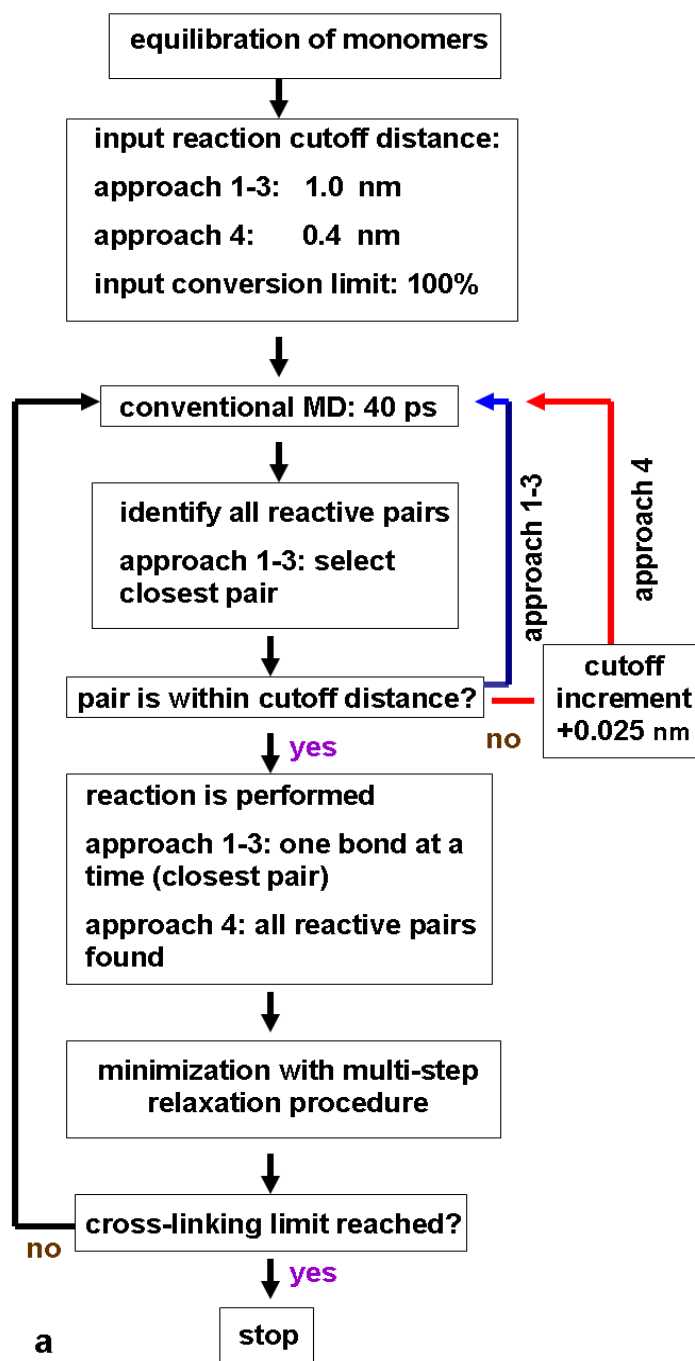 equilibration of monomers
input reaction cutoff distance:
approach 1-3: 1.0 nm
approach 4: 0.4 nm
input conversion limit: 100%
conventional MD: 40 ps
identify all reactive pairs
approach 1-3: select
closest pair
approach 1-3
approach 4
pair is within cutoff distance?
no
cutoff
increment
+0.025 nm
yes
reaction is performed
approach 1-3: one bond at a
time (closest pair)
approach 4: all reactive pairs
found
minimization with multi-step
relaxation procedure
cross-linking limit reached?
no
yes
stop
a